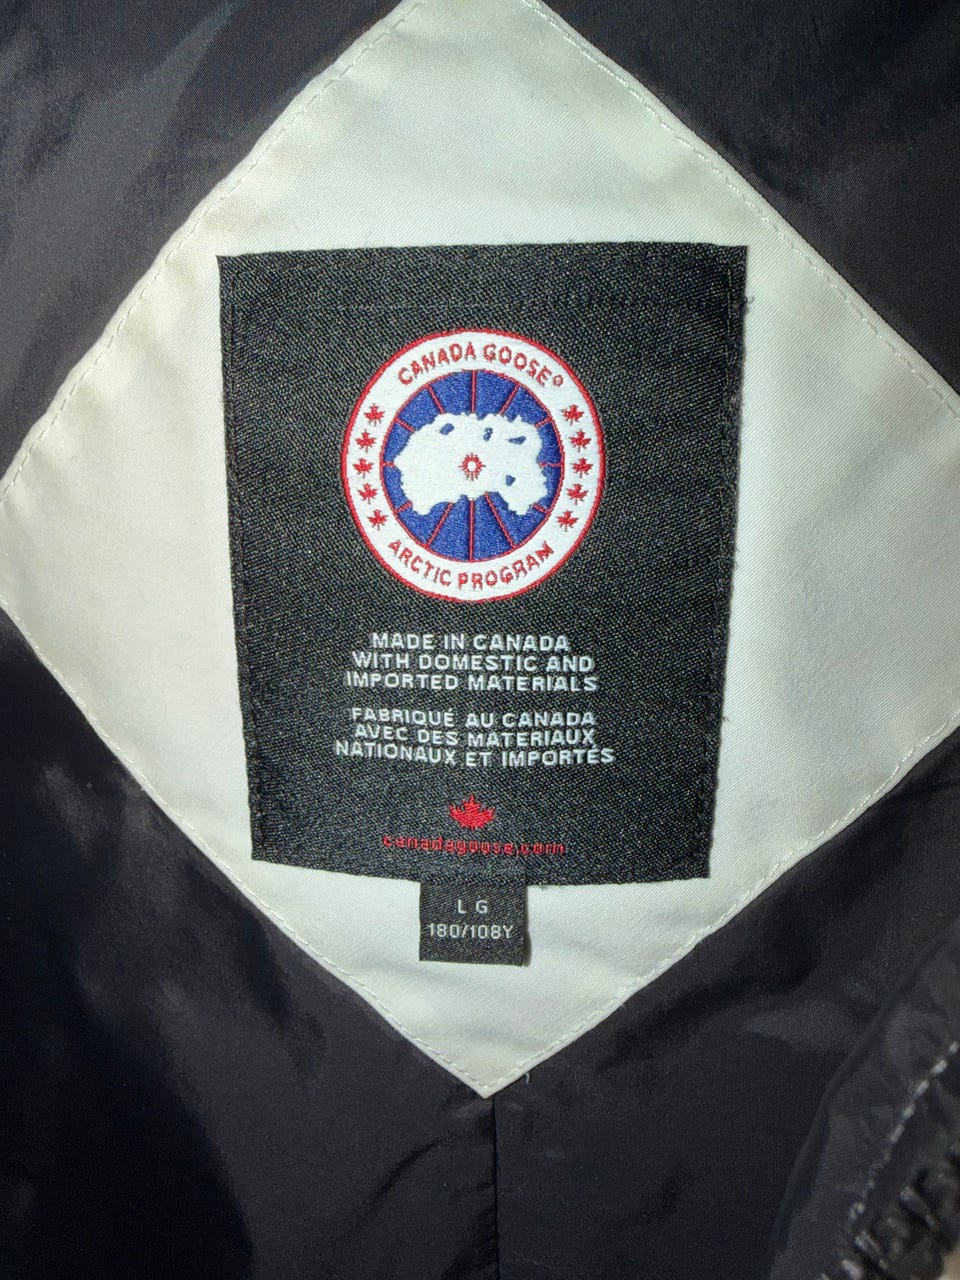 CANADA GOOSE®
ARCTIC PROGRAM
MADE IN CANADA
WITH DOMESTIC AND
IMPORTED MATERIALS
FABRIQUÉ AU CANADA
AVEC DES MATERIAUX
NATIONAUX ET IMPORTÉS
canadagoose.com
L G
180/108Y